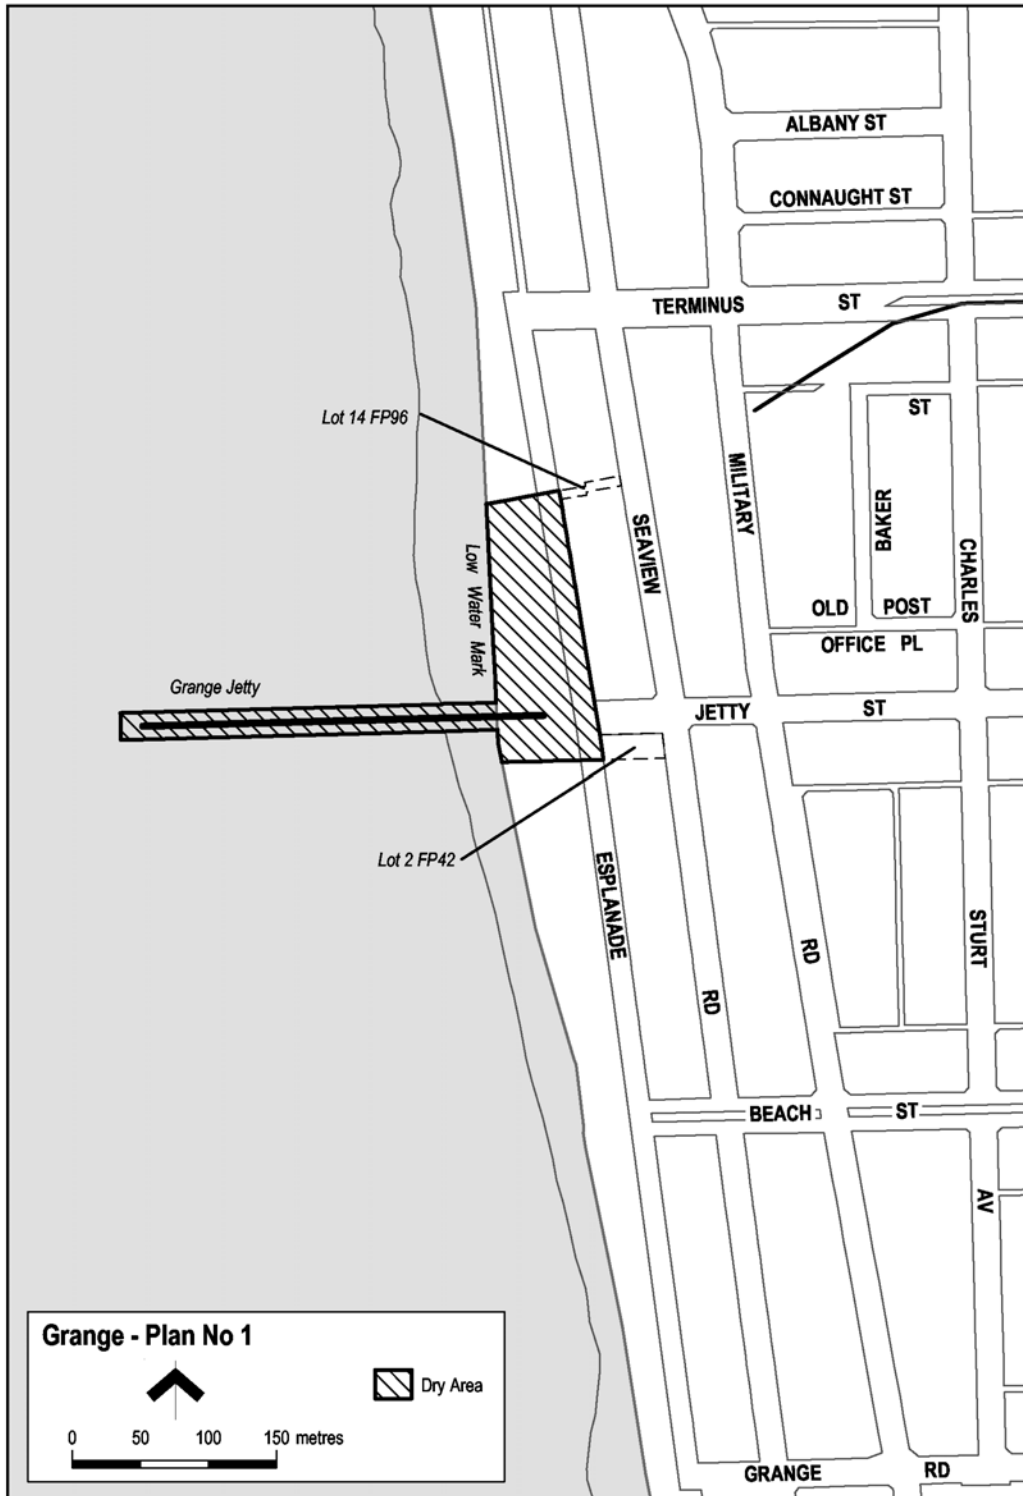 ALBANY ST
CONNAUGHT ST
TERMINUS ST
Lot 14 FP96
ST
MILITARY
SEAVIEW
BAKER
CHARLES
Low Water Mark
OLD POST
OFFICE PL
Grange Jetty
JETTY ST
Lot 2 FP42
ESPLANADE
STURT
RD
RD
BEACH ST
AV
Grange - Plan No 1
Dry Area
0 50 100 150 metres
GRANGE RD